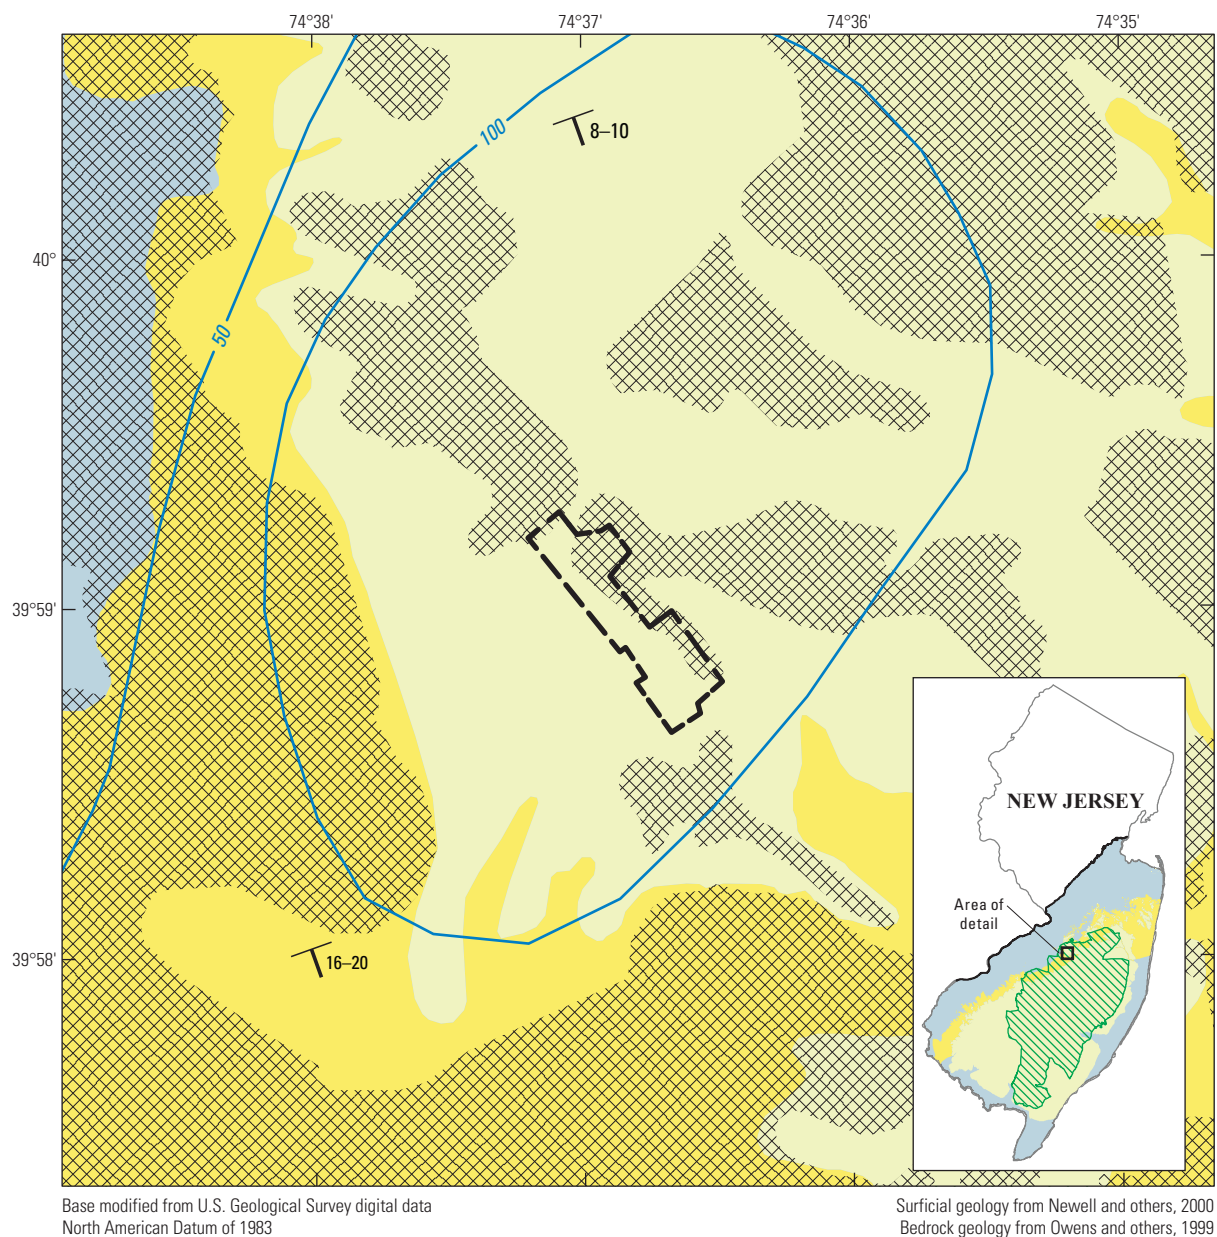 74°38'
74°37'
74°36'
74°35'
100
8–10
40°
50
39°59'
NEW JERSEY
Area of
detail
39°58'
16–20
Base modified from U.S. Geological Survey digital data
North American Datum of 1983
Surficial geology from Newell and others, 2000
Bedrock geology from Owens and others, 1999